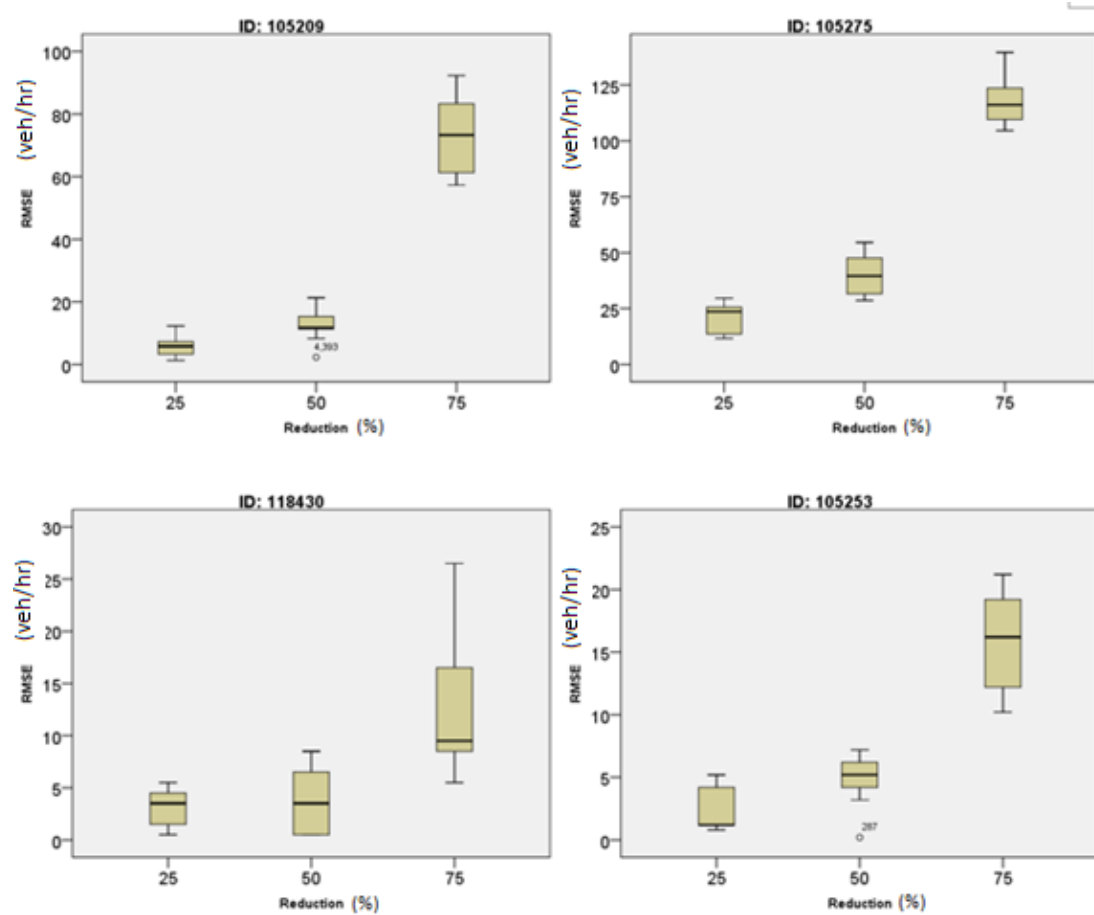 ID: 105209
100
80
60
40
20
0
RMSE (veh/hr)
4,393
25 50 75
Reduction (%)
ID: 105275
125
100
75
50
25
0
RMSE (veh/hr)
25 50 75
Reduction (%)
ID: 118430
30
25
20
15
10
5
0
RMSE (veh/hr)
25 50 75
Reduction (%)
ID: 105253
25
20
15
10
5
0
RMSE (veh/hr)
287
25 50 75
Reduction (%)